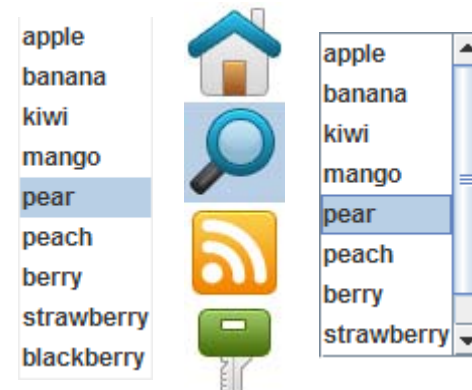 apple
banana
kiwi
mango
pear
peach
berry
strawberry
blackberry
apple
banana
kiwi
mango
pear
peach
berry
strawberry